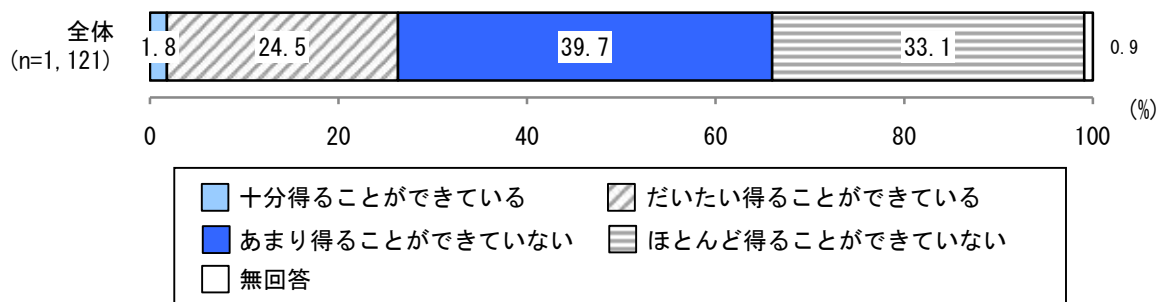 全体
(n=1,121)
1.8 24.5 39.7 33.1 0.9
(%)
0 20 40 60 80 100
十分得ることができている だいたい得ることができている
あまり得ることができていない ほとんど得ることができていない
無回答